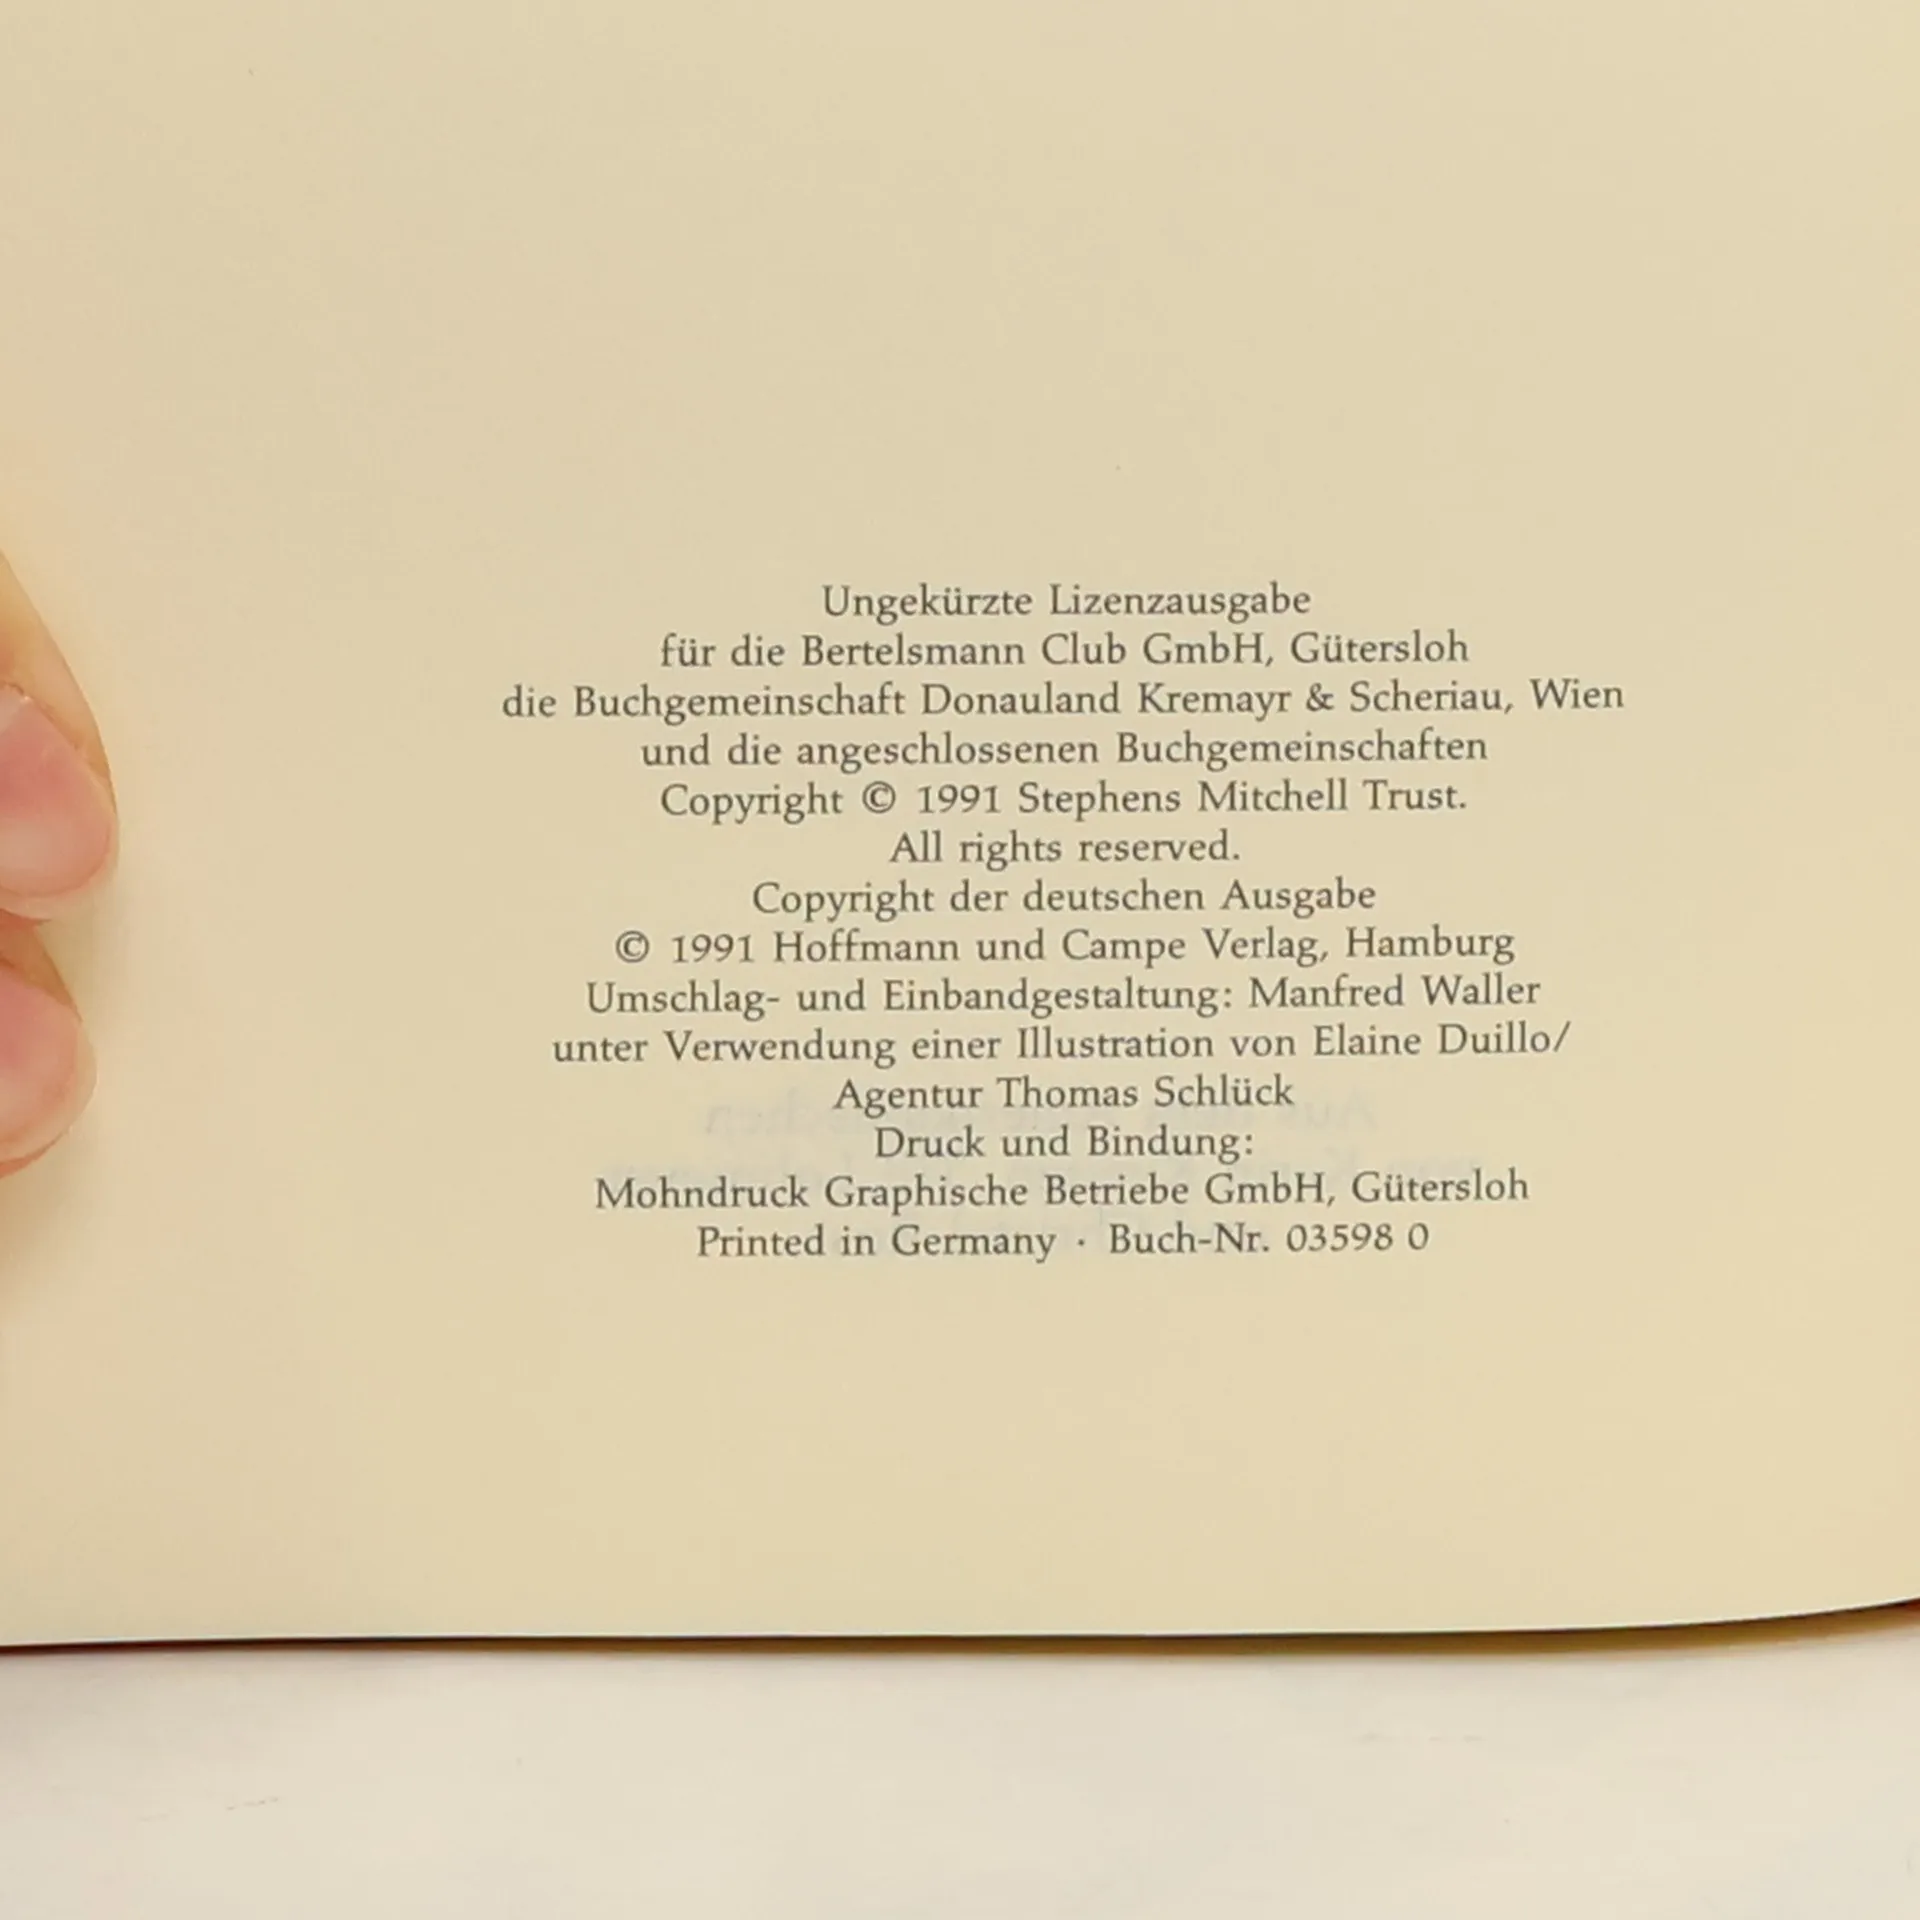 Ungekürzte Lizenzausgabe
für die Bertelsmann Club GmbH, Gütersloh
die Buchgemeinschaft Donauland Kremayr & Scheriau, Wien
und die angeschlossenen Buchgemeinschaften
Copyright © 1991 Stephens Mitchell Trust.
All rights reserved.
Copyright der deutschen Ausgabe
© 1991 Hoffmann und Campe Verlag, Hamburg
Umschlag- und Einbandgestaltung: Manfred Waller
unter Verwendung einer Illustration von Elaine Duillo/
Agentur Thomas Schlück
Druck und Bindung:
Mohndruck Graphische Betriebe GmbH, Gütersloh
Printed in Germany · Buch-Nr. 03598 0